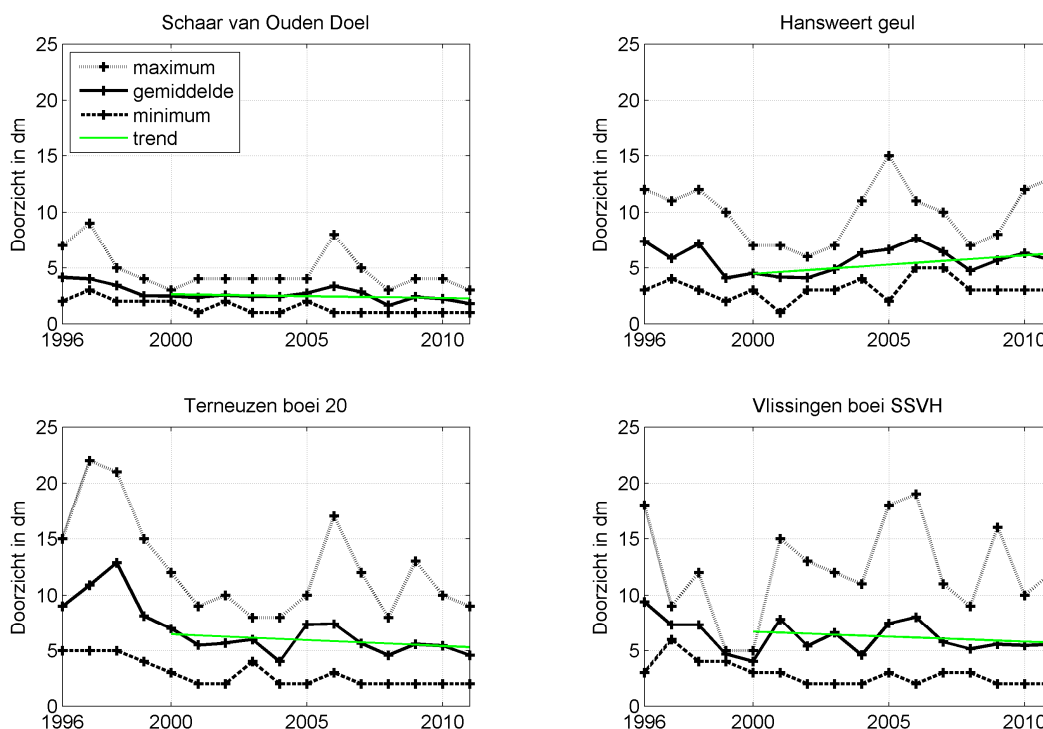 Schaar van Ouden Doel
Doorzicht in dm
25
20
15
10
5
0
1996 2000 2005 2010
maximum
gemiddelde
minimum
trend
Hansweert geul
Doorzicht in dm
25
20
15
10
5
0
1996 2000 2005 2010
Terneuzen boei 20
Doorzicht in dm
25
20
15
10
5
0
1996 2000 2005 2010
Vlissingen boei SSVH
Doorzicht in dm
25
20
15
10
5
0
1996 2000 2005 2010